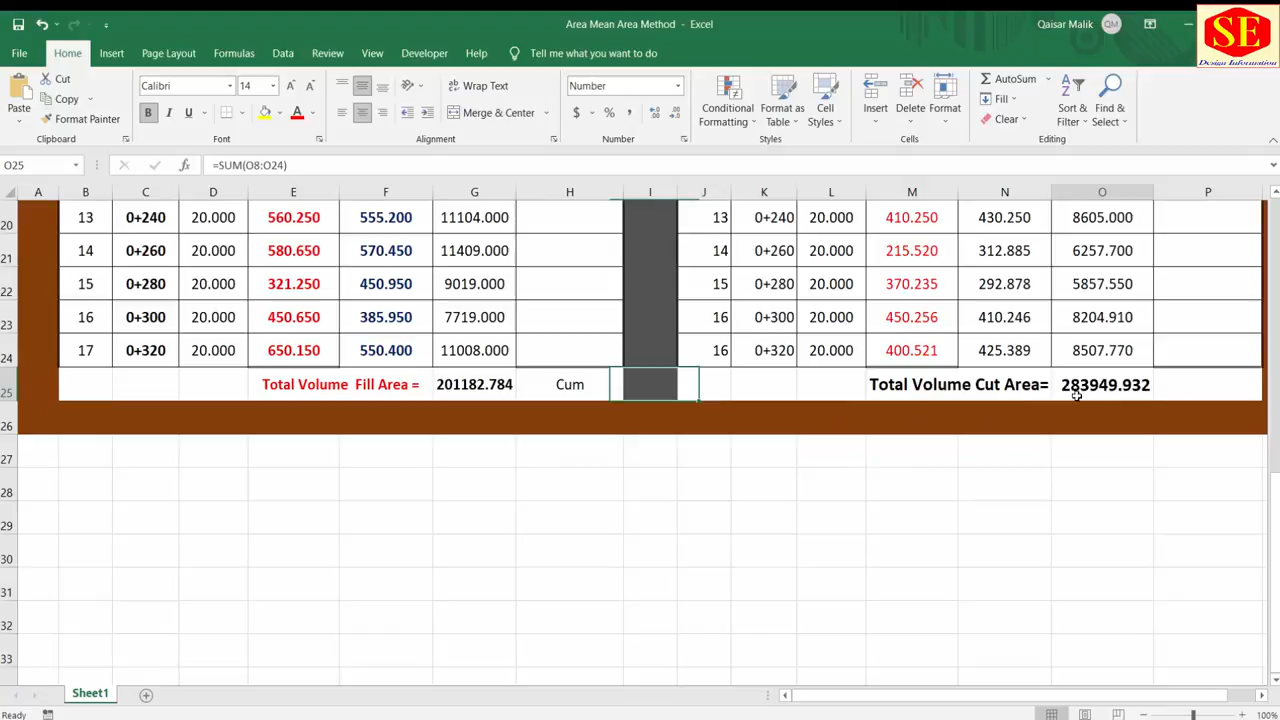 Area Mean Area Method - Excel
Qaisar Malik
QM
SE
Design Information
File Home Insert Page Layout Formulas Data Review View Developer Help Tell me what you want to do
Paste
Cut
Copy
Format Painter
Clipboard
Calibri 14
B I U
Font
Wrap Text
Merge & Center
Alignment
Number
$ % ,
Number
Conditional Formatting
Format as Table
Cell Styles
Styles
Insert
Delete
Format
Cells
AutoSum
Fill
Clear
Sort & Filter
Find & Select
Editing
O25 fx =SUM(O8:O24)
A B C D E F G H I J K L M N O P
20 13 0+240 20.000 560.250 555.200 11104.000 13 0+240 20.000 410.250 430.250 8605.000
21 14 0+260 20.000 580.650 570.450 11409.000 14 0+260 20.000 215.520 312.885 6257.700
22 15 0+280 20.000 321.250 450.950 9019.000 15 0+280 20.000 370.235 292.878 5857.550
23 16 0+300 20.000 450.650 385.950 7719.000 16 0+300 20.000 450.256 410.246 8204.910
24 17 0+320 20.000 650.150 550.400 11008.000 16 0+320 20.000 400.521 425.389 8507.770
25 Total Volume Fill Area = 201182.784 Cum Total Volume Cut Area= 283949.932
26
27
28
29
30
31
32
33
Sheet1
Ready
100%